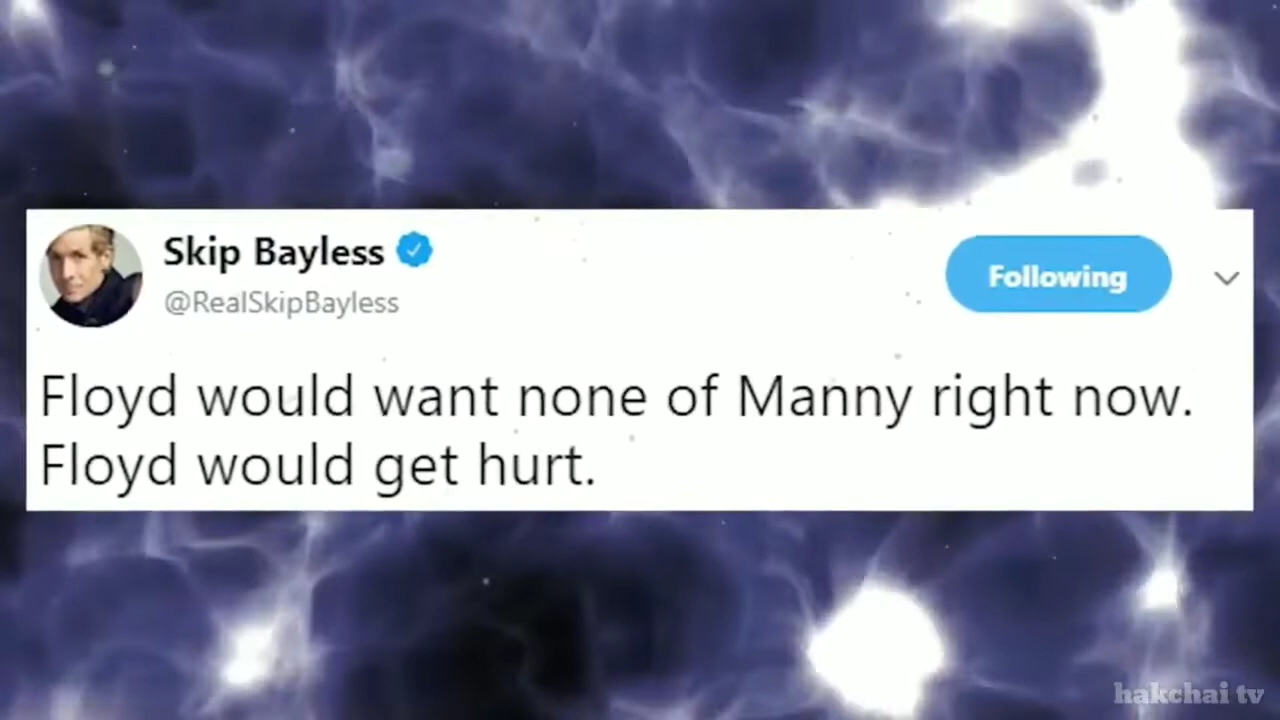 Skip Bayless
@RealSkipBayless
Following
Floyd would want none of Manny right now.
Floyd would get hurt.
hakchai tv